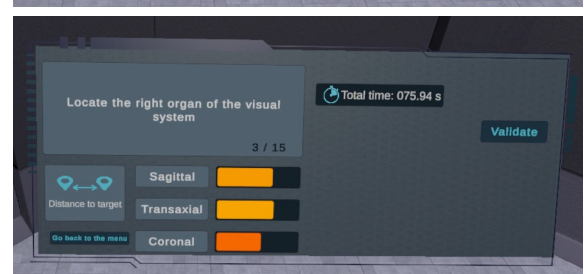 Locate the right organ of the visual
system
3 / 15
Total time: 075.94 s
Validate
Distance to target
Sagittal
Transaxial
Go back to the menu
Coronal